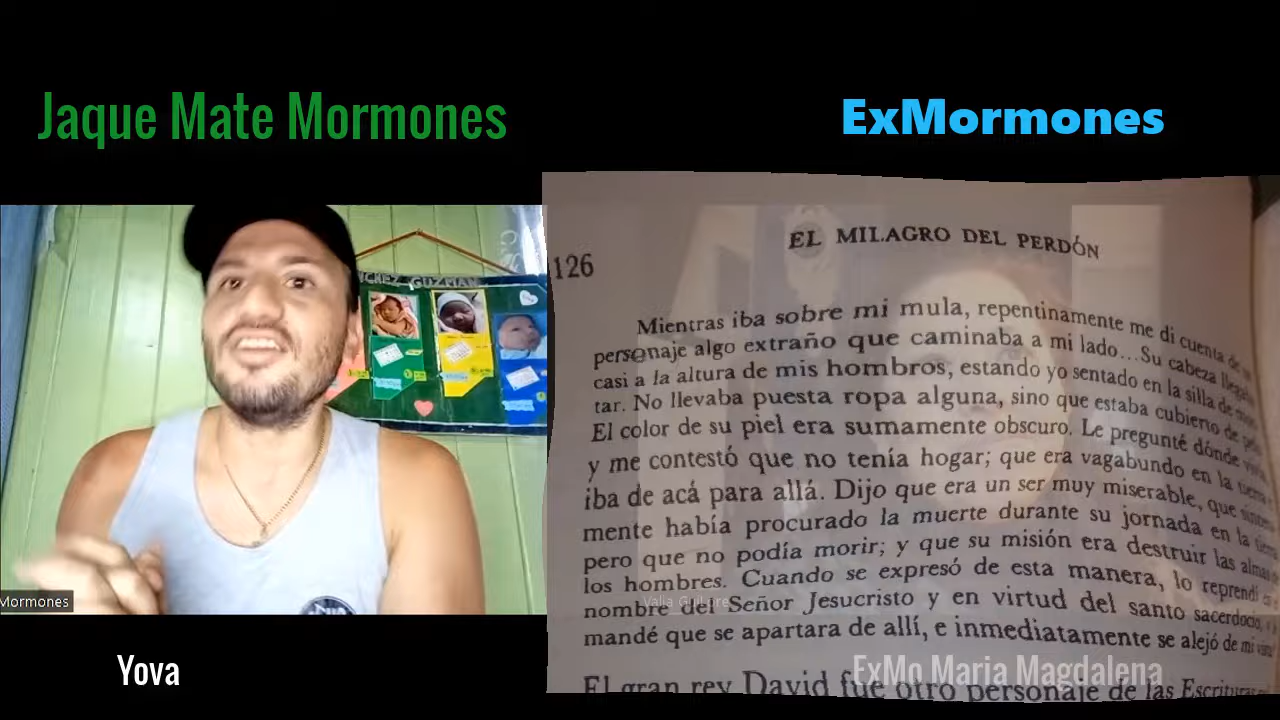 Jaque Mate Mormones
ExMormones
CHEZ GUZMAN
126
EL MILAGRO DEL PERDÓN
Mientras iba sobre mi mula, repentinamente me di cuenta de
personaje algo extraño que caminaba a mi lado...Su cabeza llegaba
casi a la altura de mis hombros, estando yo sentado en la silla de
tar. No llevaba puesta ropa alguna, sino que estaba cubierto de
El color de su piel era sumamente obscuro. Le pregunté dónde
y me contestó que no tenía hogar; que era vagabundo en la tierra
iba de acá para allá. Dijo que era un ser muy miserable, que
mente había procurado la muerte durante su jornada en la
pero que no podía morir; y que su misión era destruir las almas
los hombres. Cuando se expresó de esta manera, lo reprendí
nombre del Señor Jesucristo y en virtud del santo sacerdocio,
mandé que se apartara de allí, e inmediatamente se alejó de mi
El gran rey David fue otro personaje de las Escrituras
Mormones
Yova
ExMo Maria Magdalena